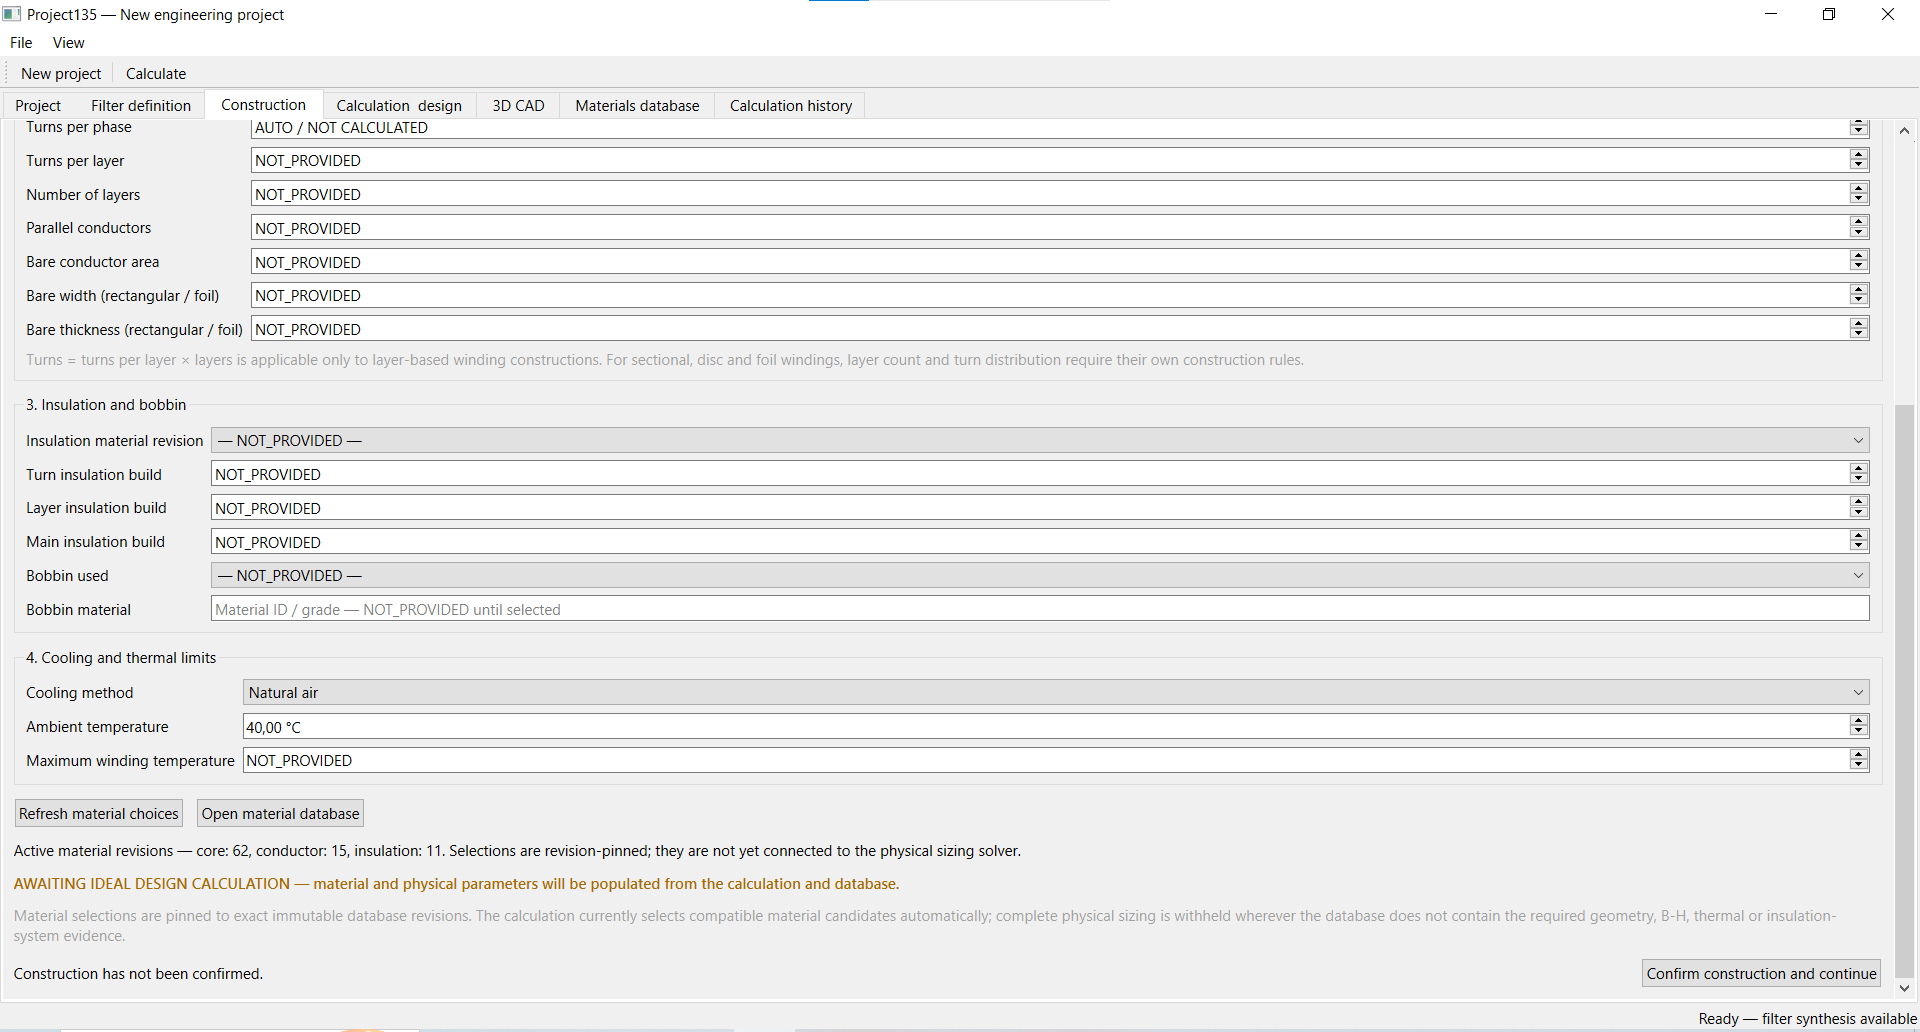 Project135 — New engineering project
File View
New project Calculate
Project Filter definition Construction Calculation design 3D CAD Materials database Calculation history
Turns per phase AUTO / NOT CALCULATED
Turns per layer NOT_PROVIDED
Number of layers NOT_PROVIDED
Parallel conductors NOT_PROVIDED
Bare conductor area NOT_PROVIDED
Bare width (rectangular / foil) NOT_PROVIDED
Bare thickness (rectangular / foil) NOT_PROVIDED
Turns = turns per layer × layers is applicable only to layer-based winding constructions. For sectional, disc and foil windings, layer count and turn distribution require their own construction rules.
3. Insulation and bobbin
Insulation material revision — NOT_PROVIDED —
Turn insulation build NOT_PROVIDED
Layer insulation build NOT_PROVIDED
Main insulation build NOT_PROVIDED
Bobbin used — NOT_PROVIDED —
Bobbin material Material ID / grade — NOT_PROVIDED until selected
4. Cooling and thermal limits
Cooling method Natural air
Ambient temperature 40,00 °C
Maximum winding temperature NOT_PROVIDED
Refresh material choices Open material database
Active material revisions — core: 62, conductor: 15, insulation: 11. Selections are revision-pinned; they are not yet connected to the physical sizing solver.
AWAITING IDEAL DESIGN CALCULATION — material and physical parameters will be populated from the calculation and database.
Material selections are pinned to exact immutable database revisions. The calculation currently selects compatible material candidates automatically; complete physical sizing is withheld wherever the database does not contain the required geometry, B-H, thermal or insulation-
system evidence.
Construction has not been confirmed. Confirm construction and continue
Ready — filter synthesis available